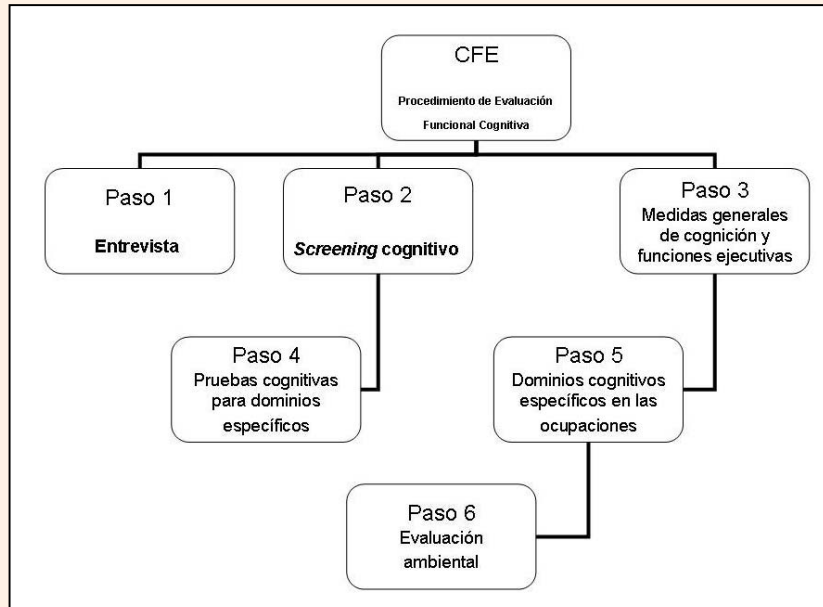 CFE
Procedimiento de Evaluación
Funcional Cognitiva
Paso 1
Entrevista
Paso 2
Screening cognitivo
Paso 3
Medidas generales
de cognición y
funciones ejecutivas
Paso 4
Pruebas cognitivas
para dominios
específicos
Paso 5
Dominios cognitivos
específicos en las
ocupaciones
Paso 6
Evaluación
ambiental